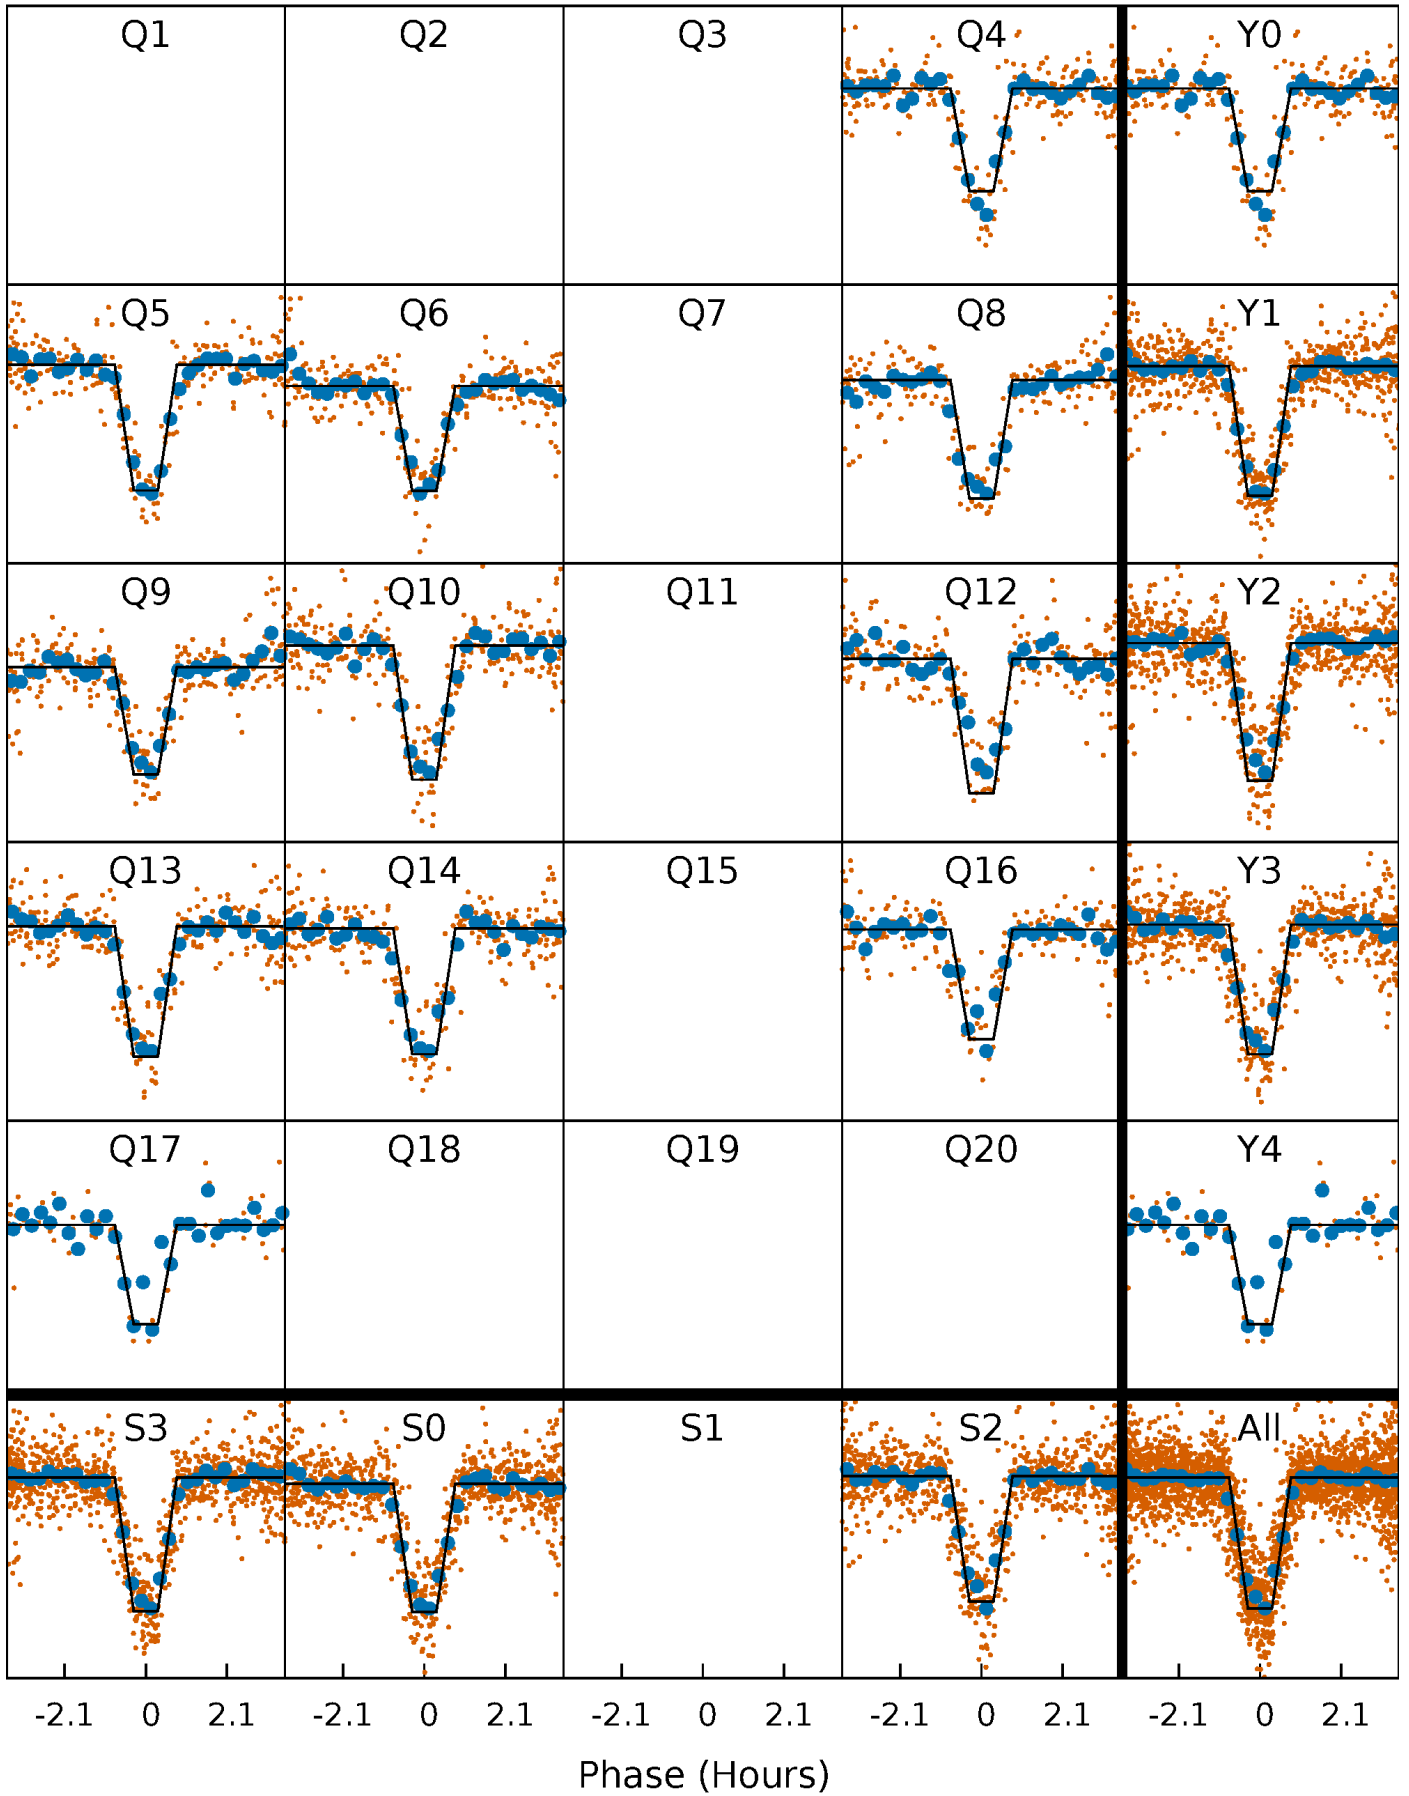 Q1 Q2 Q3 Q4 Y0
Q5 Q6 Q7 Q8 Y1
Q9 Q10 Q11 Q12 Y2
Q13 Q14 Q15 Q16 Y3
Q17 Q18 Q19 Q20 Y4
S3 S0 S1 S2 All
-2.1 0 2.1 -2.1 0 2.1 -2.1 0 2.1 -2.1 0 2.1 -2.1 0 2.1
Phase (Hours)